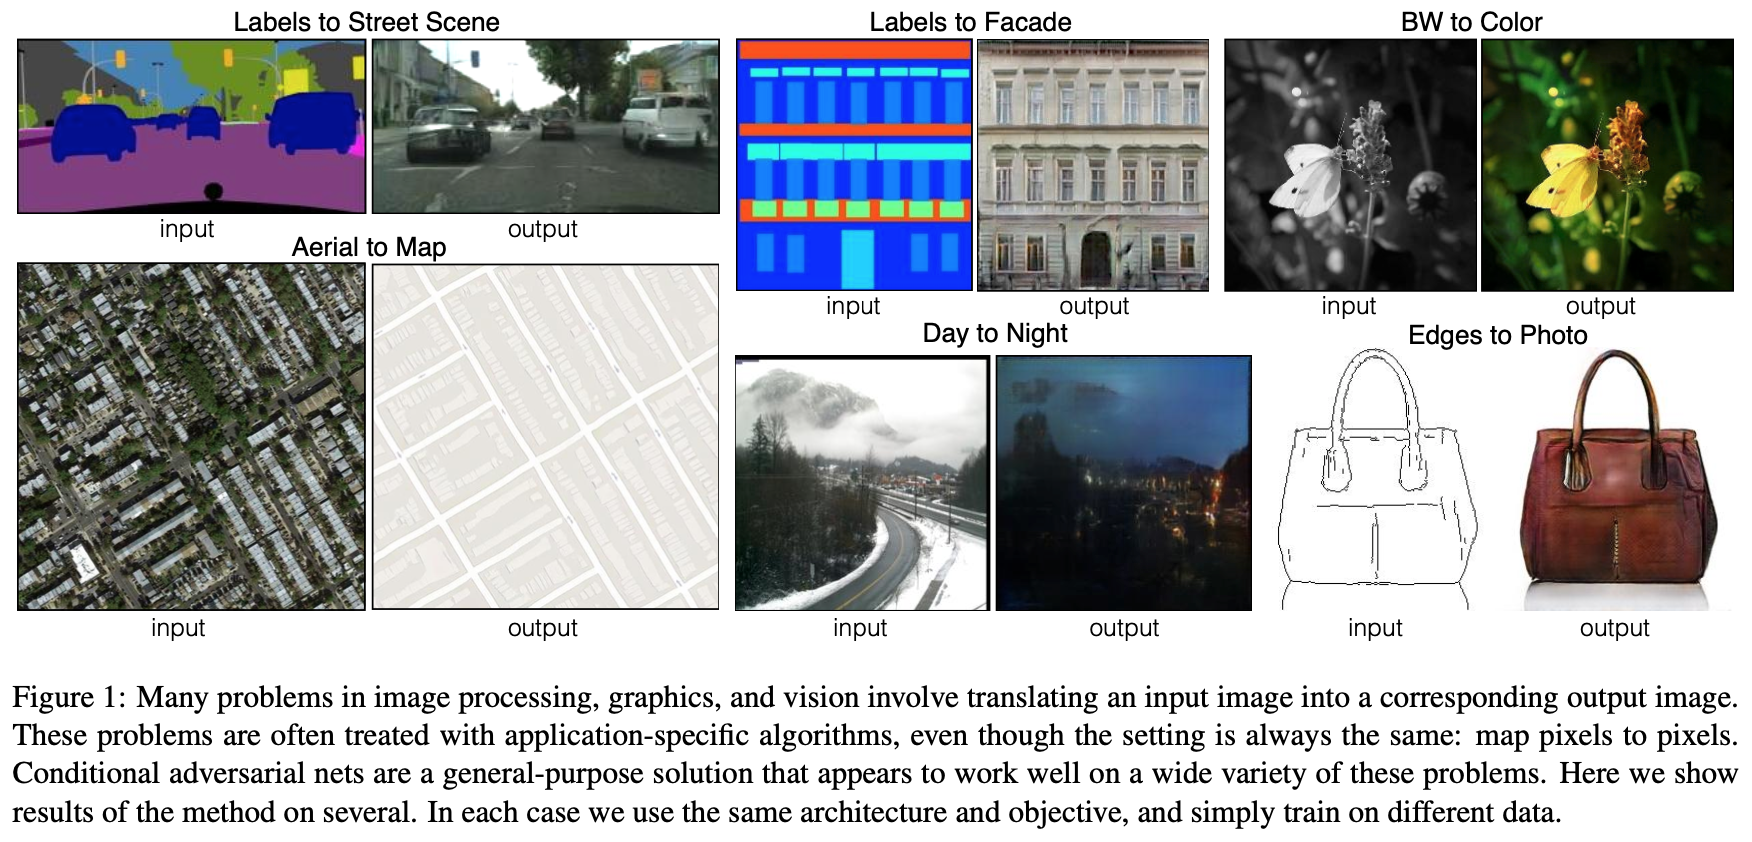 Labels to Street Scene
input
output
Aerial to Map
input
output
Labels to Facade
input
output
BW to Color
input
output
Day to Night
input
output
Edges to Photo
input
output
Figure 1: Many problems in image processing, graphics, and vision involve translating an input image into a corresponding output image.
These problems are often treated with application-specific algorithms, even though the setting is always the same: map pixels to pixels.
Conditional adversarial nets are a general-purpose solution that appears to work well on a wide variety of these problems. Here we show
results of the method on several. In each case we use the same architecture and objective, and simply train on different data.